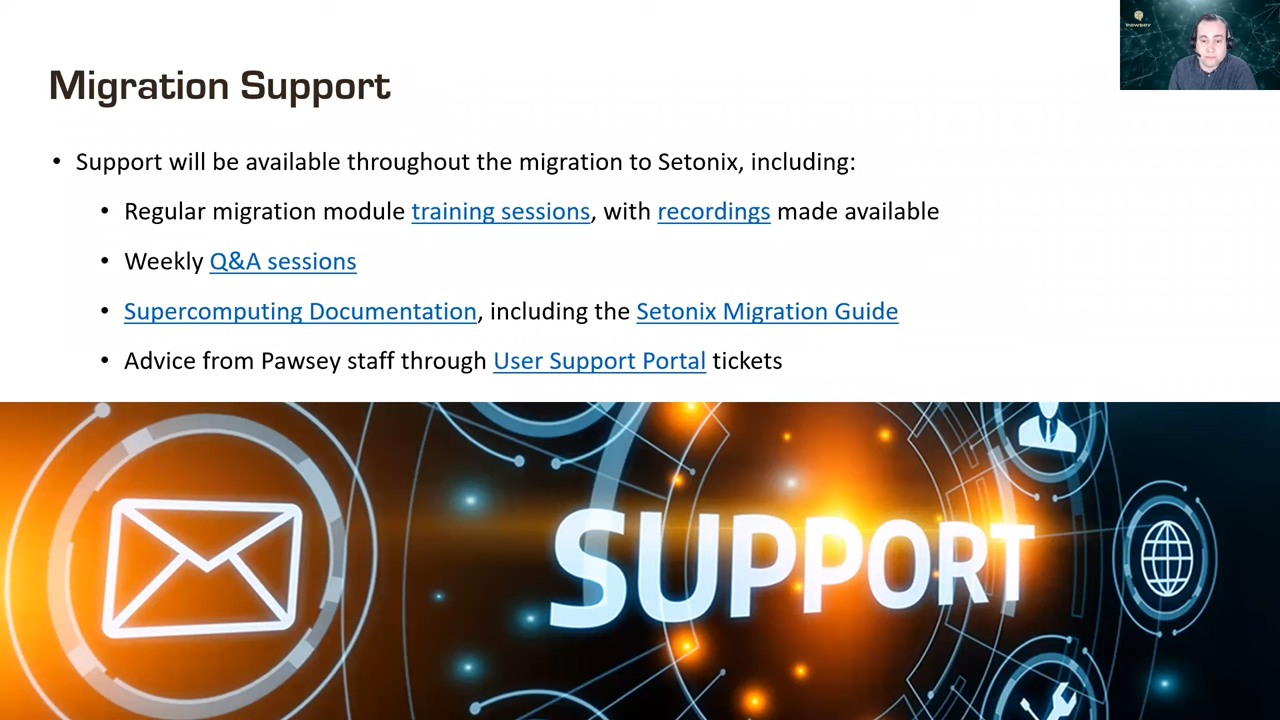 PAWSEY
Migration Support
• Support will be available throughout the migration to Setonix, including:
• Regular migration module training sessions, with recordings made available
• Weekly Q&A sessions
• Supercomputing Documentation, including the Setonix Migration Guide
• Advice from Pawsey staff through User Support Portal tickets
SUPPORT